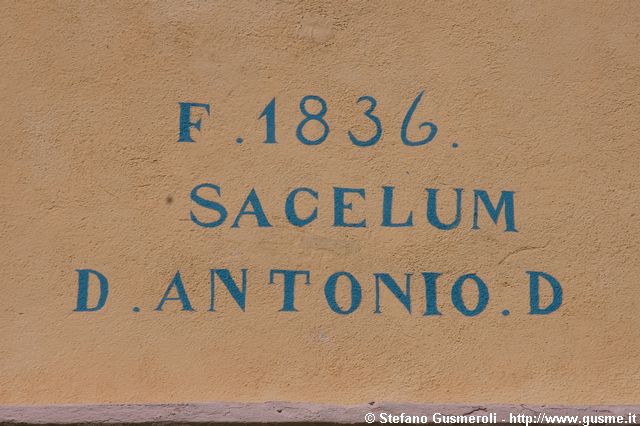 F . 1836 .
SACELUM
D . ANTONIO . D
© Stefano Gusmeroli - http://www.gusme.it